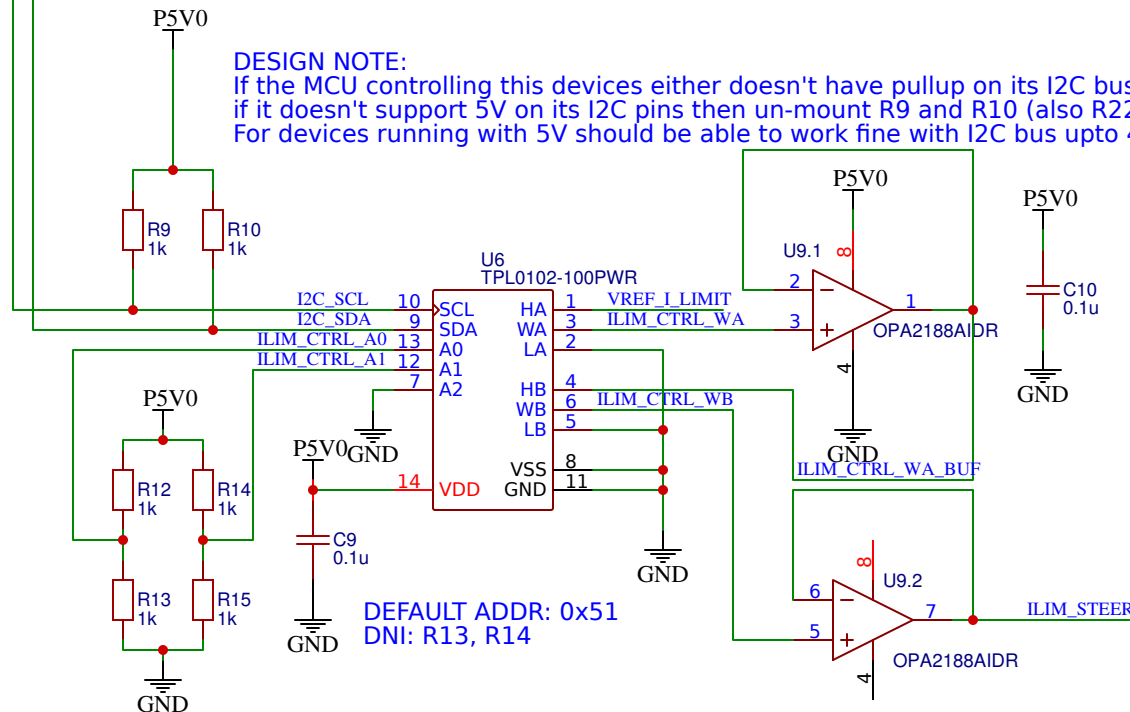 P5V0
DESIGN NOTE:
If the MCU controlling this devices either doesn't have pullup on its I2C bus
if it doesn't support 5V on its I2C pins then un-mount R9 and R10 (also R22
For devices running with 5V should be able to work fine with I2C bus upto
R9
1k
R10
1k
U6
TPL0102-100PWR
I2C_SCL
10
SCL
I2C_SDA
9
SDA
ILIM_CTRL_A0
13
A0
ILIM_CTRL_A1
12
A1
7
A2
14
VDD
HA
1
VREF_I_LIMIT
WA
3
ILIM_CTRL_WA
LA
2
HB
4
WB
6
ILIM_CTRL_WB
LB
5
VSS
8
GND
11
P5V0
8
U9.1
2
3
1
OPA2188AIDR
4
GND
P5V0
C10
0.1u
GND
ILIM_CTRL_WA_BUF
GND
P5V0
R12
1k
R14
1k
R13
1k
R15
1k
GND
P5V0
C9
0.1u
GND
GND
DEFAULT ADDR: 0x51
DNI: R13, R14
8
U9.2
6
5
7
ILIM_STEER
OPA2188AIDR
4